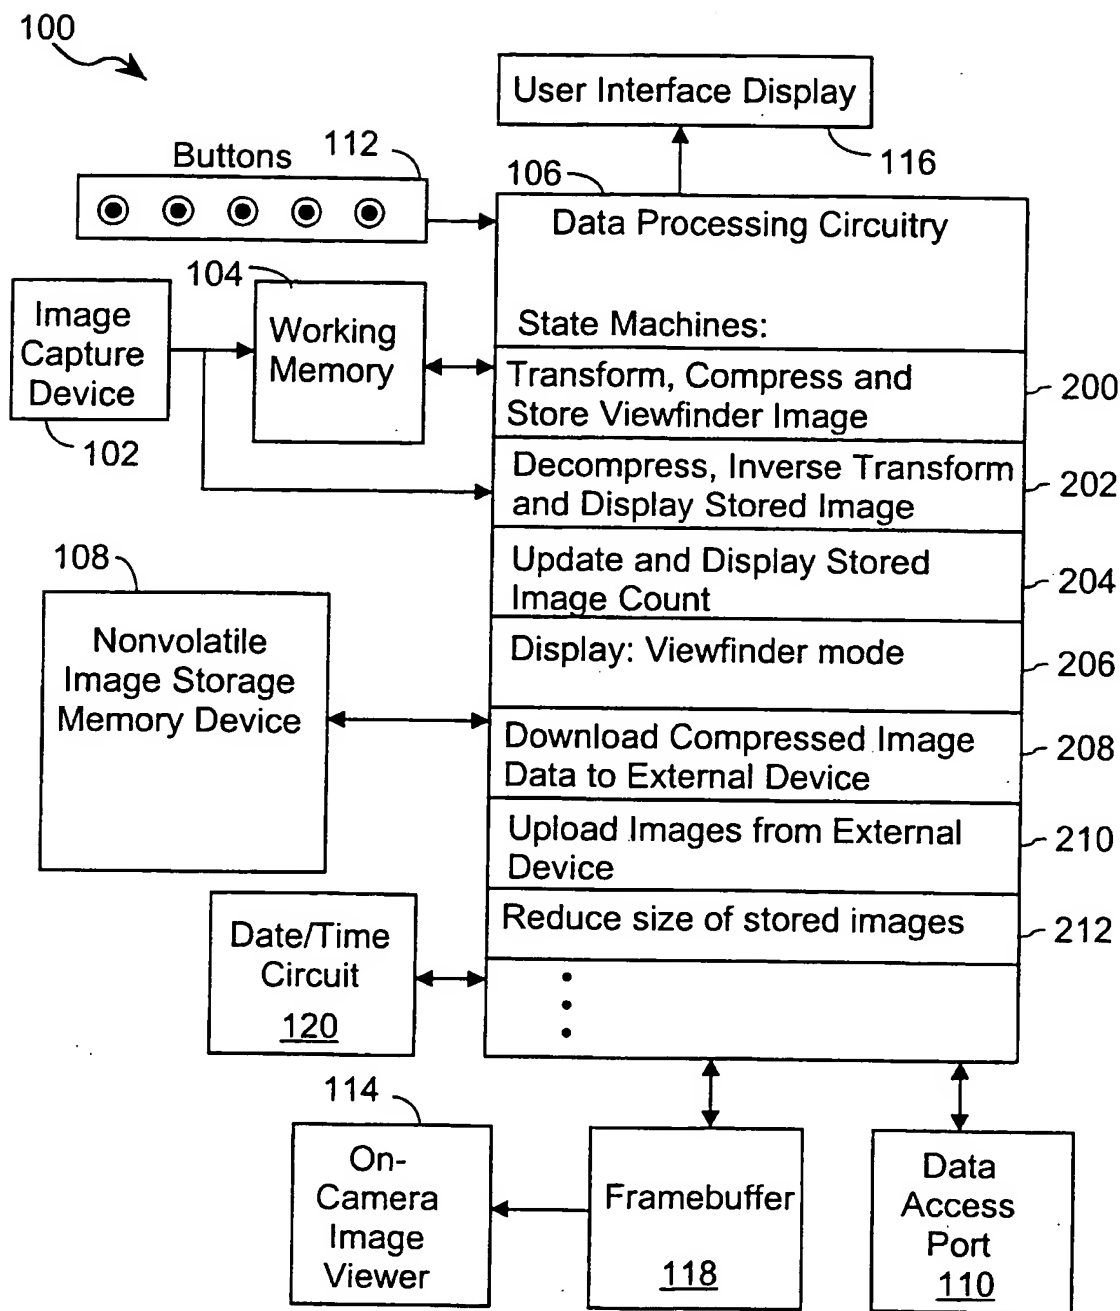 100
User Interface Display
116
Buttons
112
106
Data Processing Circuitry
State Machines:
104
Image
Capture
Device
102
Working
Memory
Transform, Compress and
Store Viewfinder Image
200
Decompress, Inverse Transform
and Display Stored Image
202
Update and Display Stored
Image Count
204
108
Nonvolatile
Image Storage
Memory Device
Display: Viewfinder mode
206
Download Compressed Image
Data to External Device
208
Upload Images from External
Device
210
Reduce size of stored images
212
Date/Time
Circuit
120
114
On-
Camera
Image
Viewer
Framebuffer
118
Data
Access
Port
110